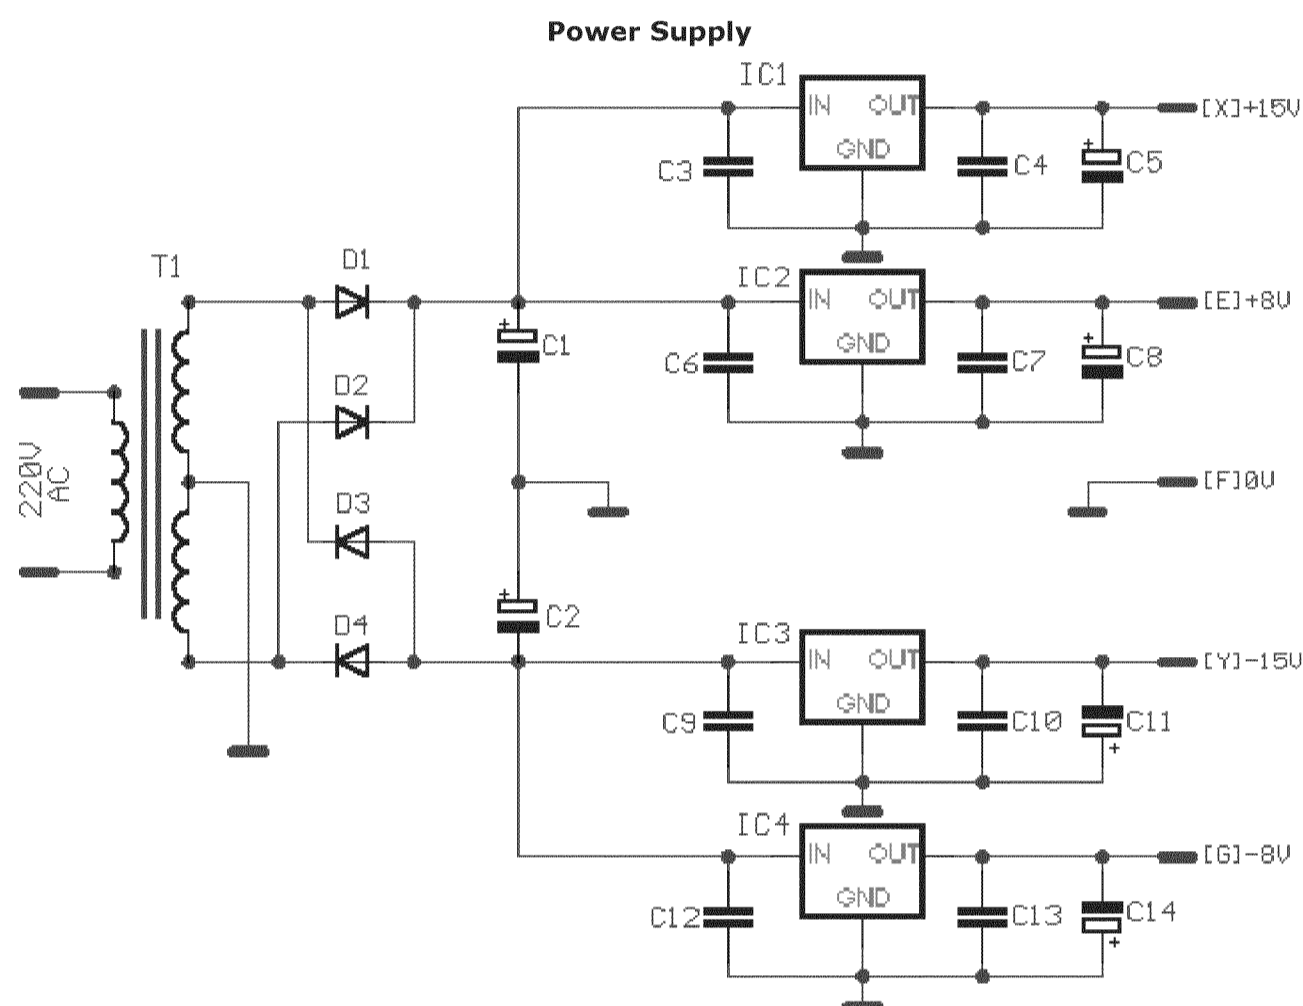 Power Supply
IC1
IN OUT
GND
[X]+15V
C3
C4
+
C5
T1
D1
IC2
IN OUT
GND
[E]+8V
+
C1
C6
C7
+
C8
D2
220V
AC
D3
[F]0V
+
C2
D4
IC3
IN OUT
GND
[Y]-15V
C9
C10
C11
+
IC4
IN OUT
GND
[G]-8V
C12
C13
C14
+